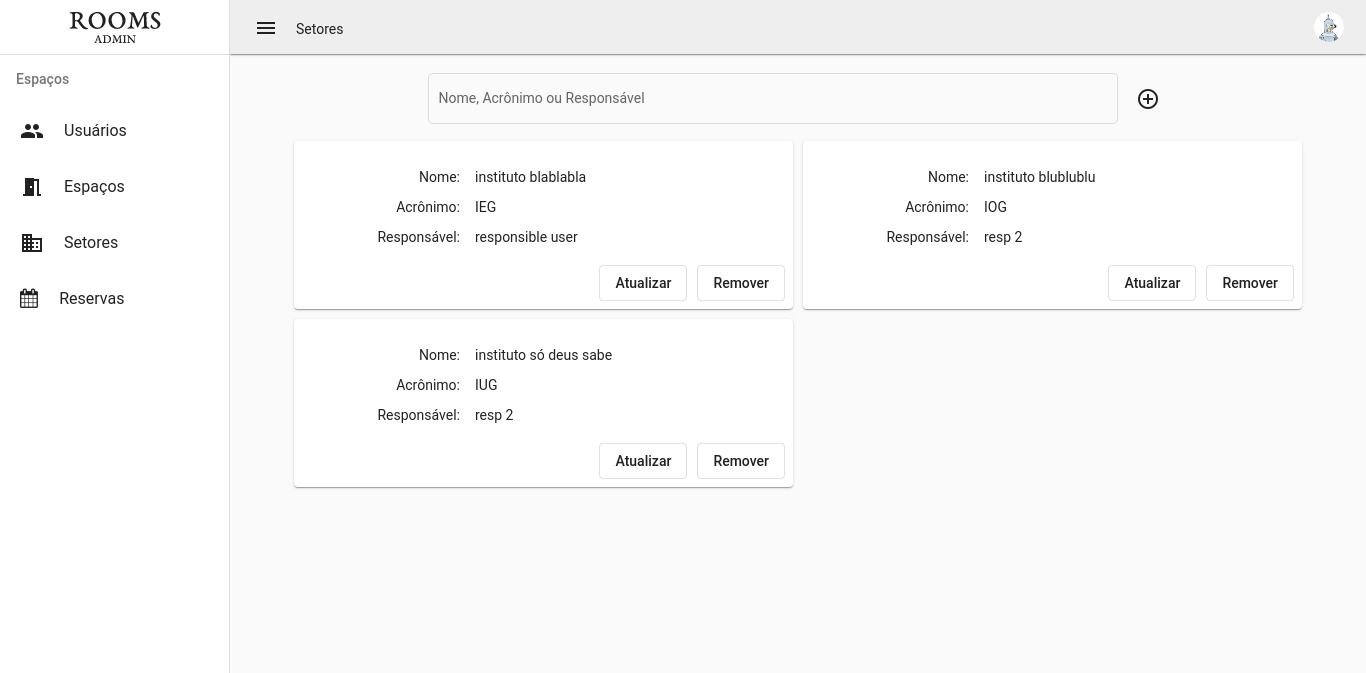 ROOMS
ADMIN
Setores
Espaços
Usuários
Espaços
Setores
Reservas
Nome, Acrônimo ou Responsável
Nome: instituto blablabla
Acrônimo: IEG
Responsável: responsible user
Atualizar Remover
Nome: instituto blublublu
Acrônimo: IOG
Responsável: resp 2
Atualizar Remover
Nome: instituto só deus sabe
Acrônimo: IUG
Responsável: resp 2
Atualizar Remover